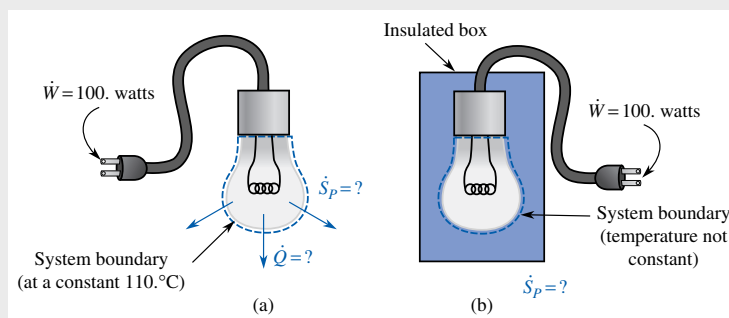 Insulated box
Ẇ = 100. watts
Ẇ = 100. watts
Ṡ_P = ?
System boundary
(at a constant 110.°C)
Q̇ = ?
System boundary
(temperature not
constant)
Ṡ_P = ?
(a)
(b)